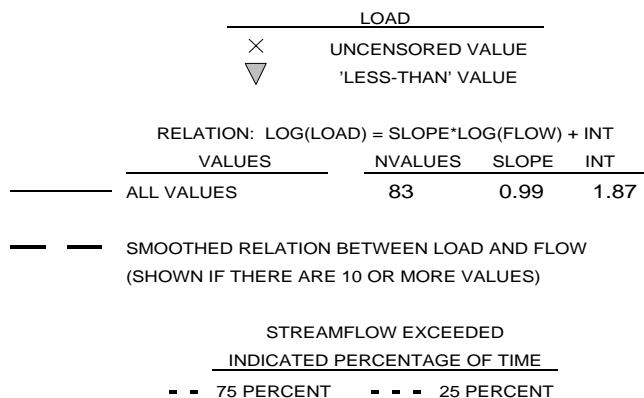 LOAD
UNCENSORED VALUE
'LESS-THAN' VALUE
RELATION: LOG(LOAD) = SLOPE*LOG(FLOW) + INT
VALUES NVALUES SLOPE INT
ALL VALUES 83 0.99 1.87
SMOOTHED RELATION BETWEEN LOAD AND FLOW
(SHOWN IF THERE ARE 10 OR MORE VALUES)
STREAMFLOW EXCEEDED
INDICATED PERCENTAGE OF TIME
75 PERCENT 25 PERCENT